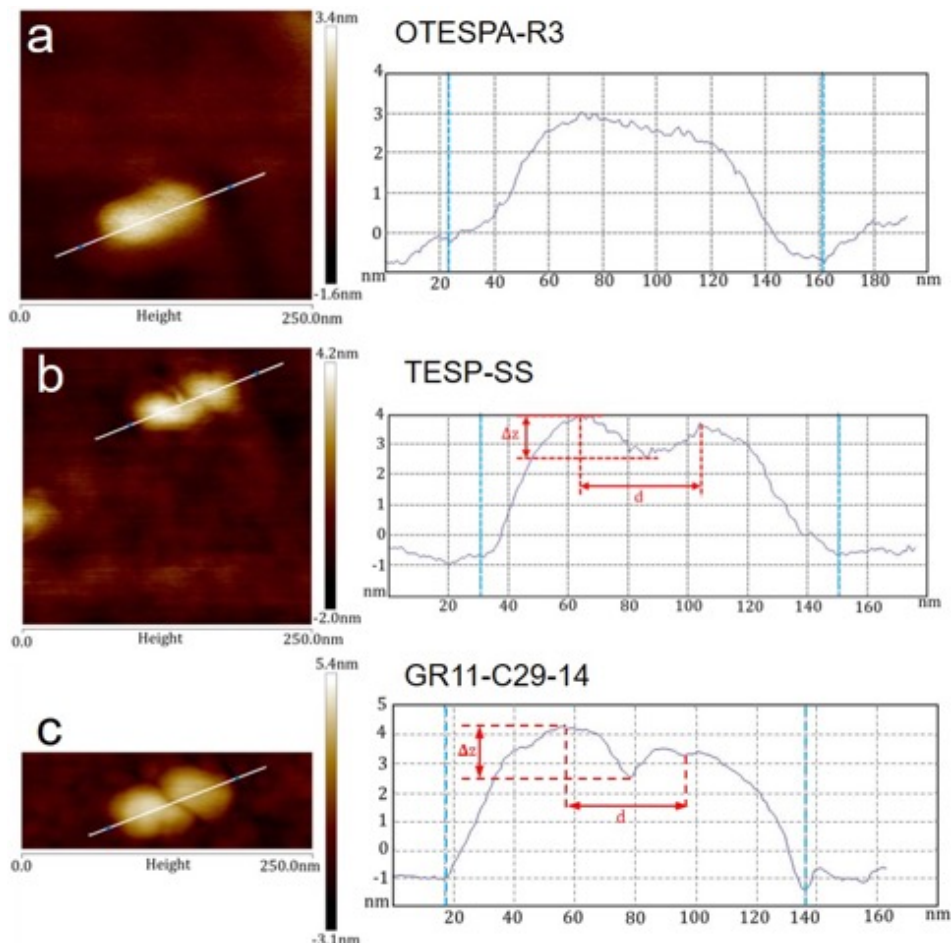 a
3.4nm
-1.6nm
0.0
Height
250.0nm
OTESPA-R3
4
3
2
1
0
nm
20
40
60
80
100
120
140
160
180
nm
b
4.2nm
-2.0nm
0.0
Height
250.0nm
TESP-SS
4
3
2
1
0
-1
nm
Δz
d
20
40
60
80
100
120
140
160
nm
c
5.4nm
-3.1nm
0.0
Height
250.0nm
GR11-C29-14
5
4
3
2
1
0
-1
nm
Δz
d
20
40
60
80
100
120
140
160
nm